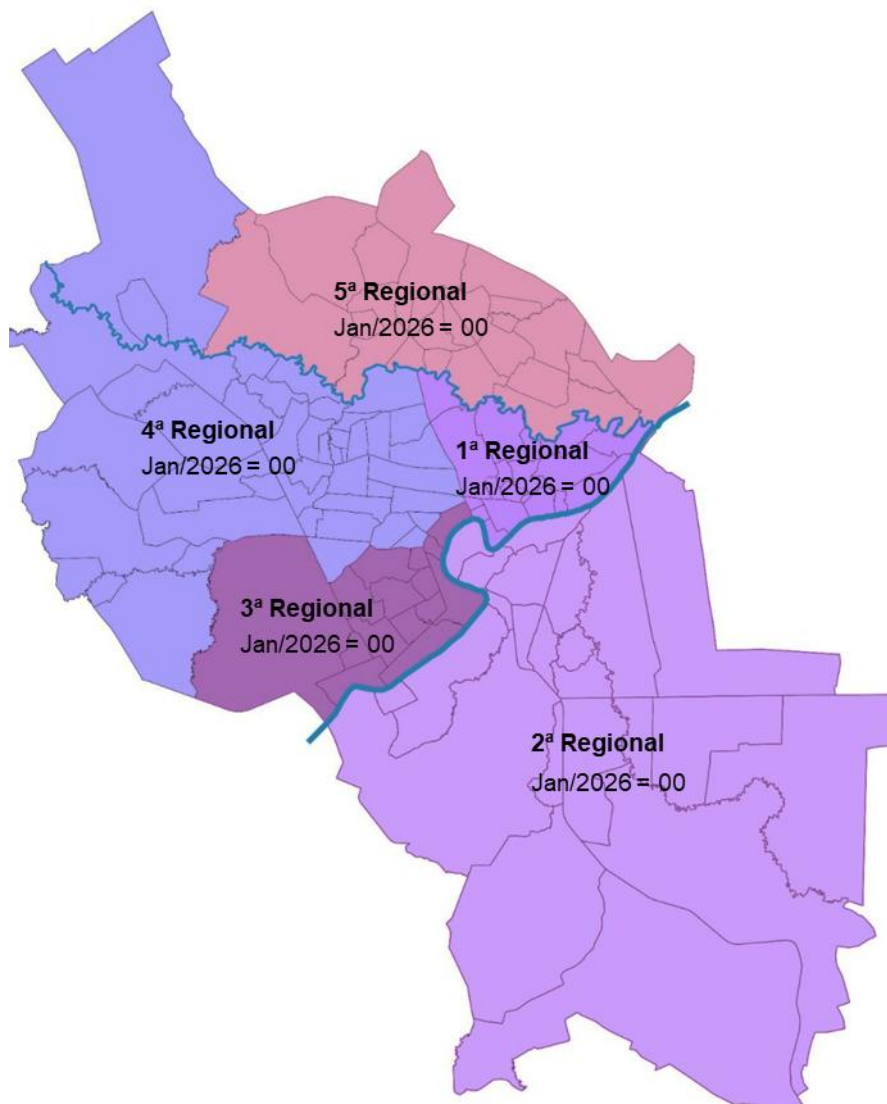 5ª Regional
Jan/2026 = 00
4ª Regional
Jan/2026 = 00
1ª Regional
Jan/2026 = 00
3ª Regional
Jan/2026 = 00
2ª Regional
Jan/2026 = 00